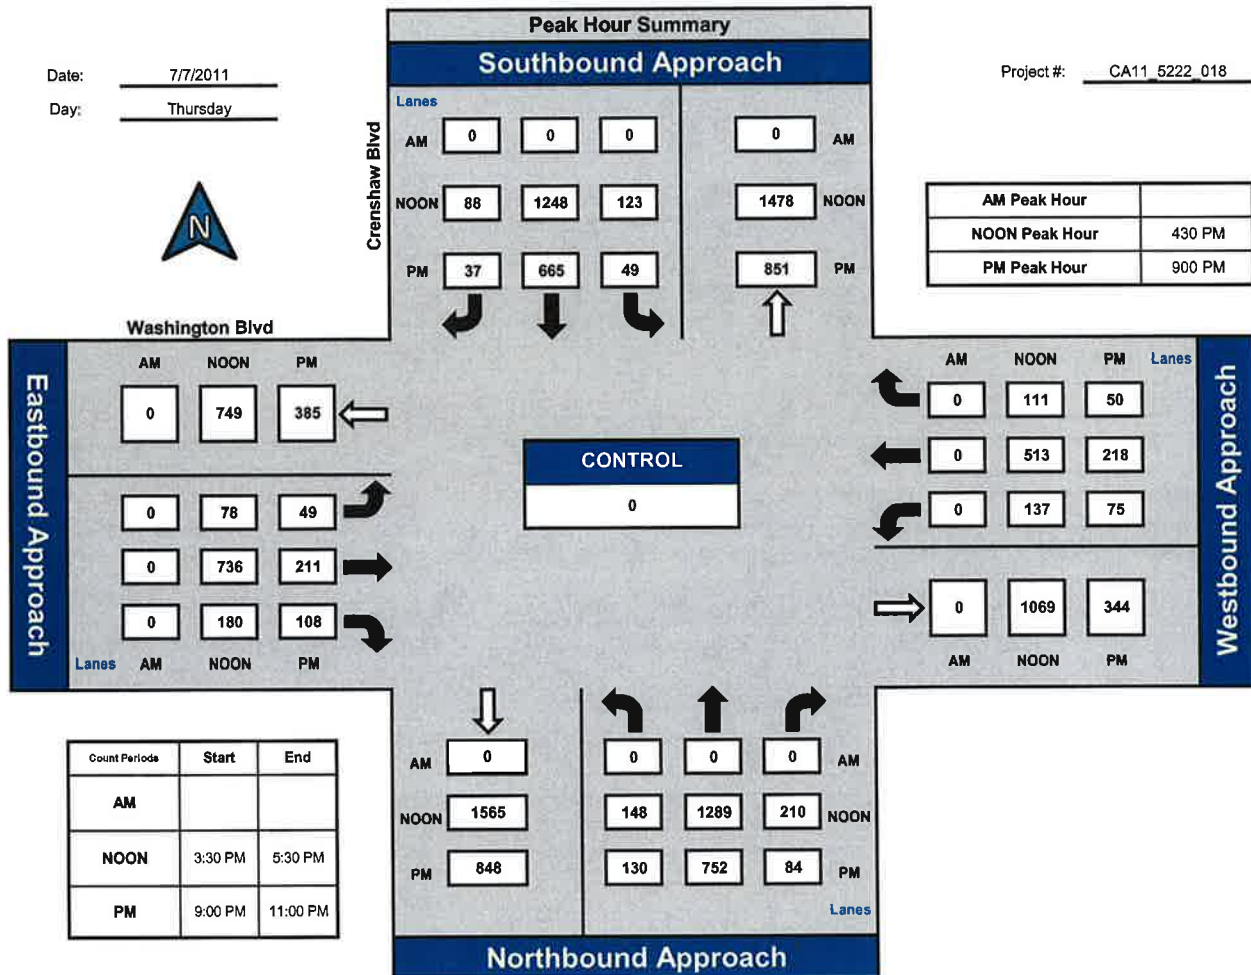 Peak Hour Summary
Southbound Approach
Date: 7/7/2011
Day: Thursday
Project #: CA11_5222_018
N
Crenshaw Blvd
Lanes
AM 0 0 0 0 AM
NOON 88 1248 123 1478 NOON
PM 37 665 49 851 PM
AM Peak Hour
NOON Peak Hour 430 PM
PM Peak Hour 900 PM
Washington Blvd
Eastbound Approach
AM NOON PM
0 749 385
0 78 49
0 736 211
0 180 108
Lanes AM NOON PM
CONTROL
0
AM NOON PM Lanes
0 111 50
0 513 218
0 137 75
0 1069 344
AM NOON PM
Westbound Approach
Count Periods Start End
AM
NOON 3:30 PM 5:30 PM
PM 9:00 PM 11:00 PM
AM 0 0 0 0 AM
NOON 1565 148 1289 210 NOON
PM 848 130 752 84 PM
Lanes
Northbound Approach